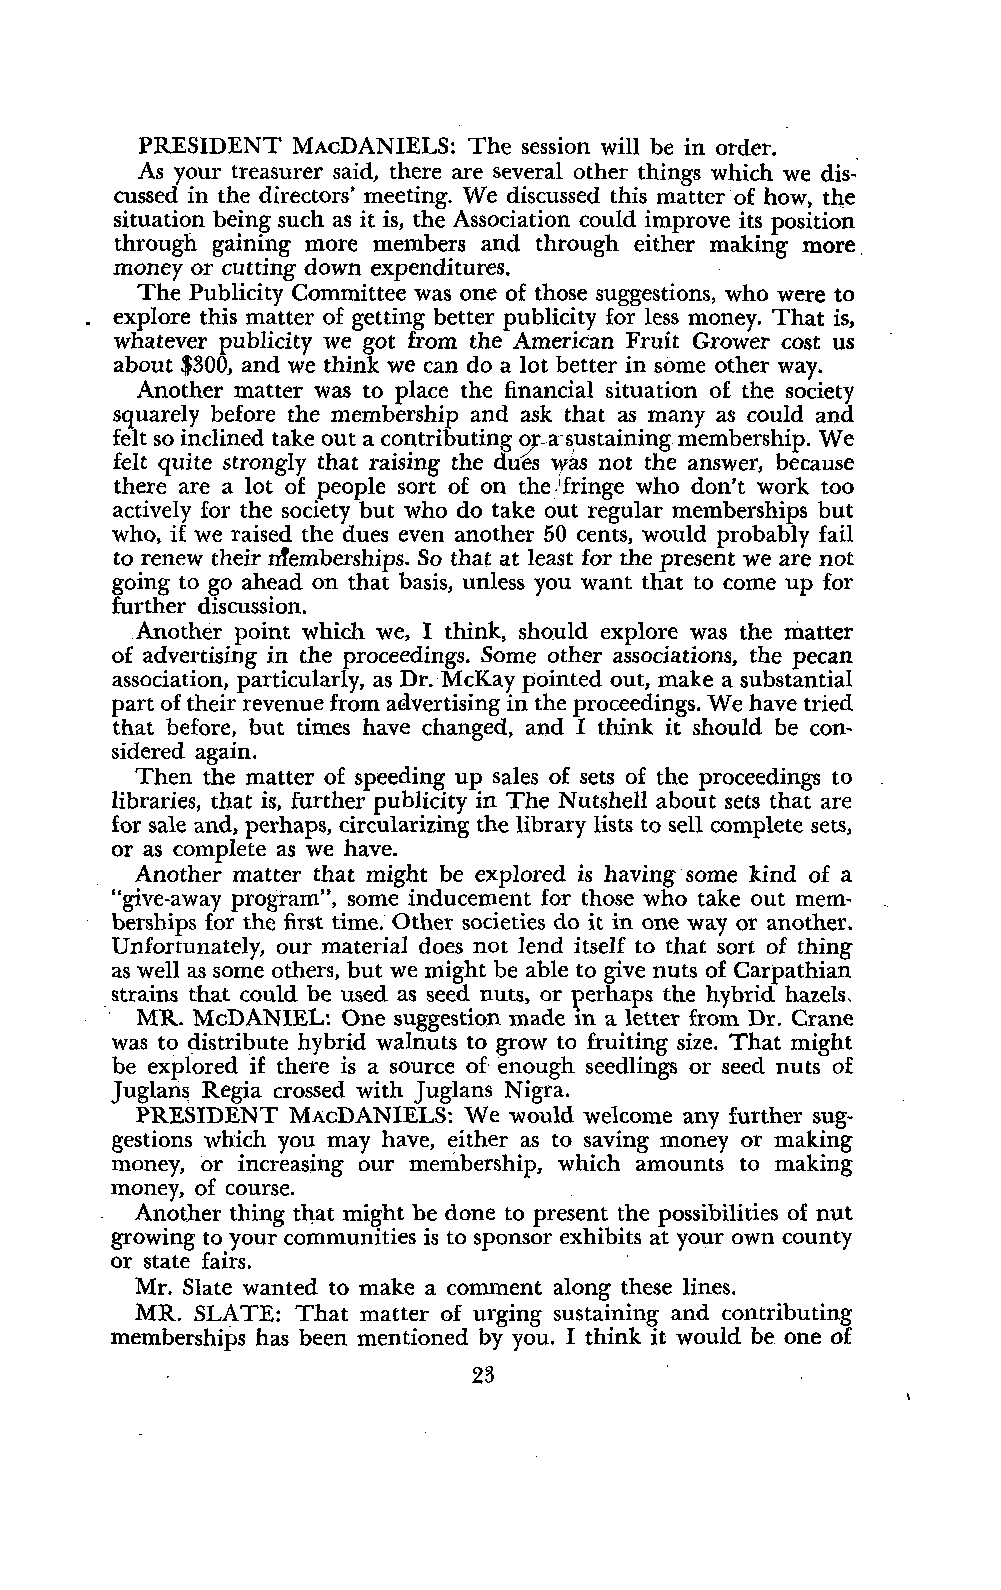 PRESIDENT MACDANIELS: The session will be in order.
As your treasurer said, there are several other things which we dis-
cussed in the directors' meeting. We discussed this matter of how, the
situation being such as it is, the Association could improve its position
through gaining more members and through either making more
money or cutting down expenditures.
The Publicity Committee was one of those suggestions, who were to
explore this matter of getting better publicity for less money. That is,
whatever publicity we got from the American Fruit Grower cost us
about $300, and we think we can do a lot better in some other way.
Another matter was to place the financial situation of the society
squarely before the membership and ask that as many as could and
felt so inclined take out a contributing or a sustaining membership. We
felt quite strongly that raising the dues was not the answer, because
there are a lot of people sort of on the fringe who don't work too
actively for the society but who do take out regular memberships but
who, if we raised the dues even another 50 cents, would probably fail
to renew their memberships. So that at least for the present we are not
going to go ahead on that basis, unless you want that to come up for
further discussion.
Another point which we, I think, should explore was the matter
of advertising in the proceedings. Some other associations, the pecan
association, particularly, as Dr. McKay pointed out, make a substantial
part of their revenue from advertising in the proceedings. We have tried
that before, but times have changed, and I think it should be con-
sidered again.
Then the matter of speeding up sales of sets of the proceedings to
libraries, that is, further publicity in The Nutshell about sets that are
for sale and, perhaps, circularizing the library lists to sell complete sets,
or as complete as we have.
Another matter that might be explored is having some kind of a
"give-away program", some inducement for those who take out mem-
berships for the first time. Other societies do it in one way or another.
Unfortunately, our material does not lend itself to that sort of thing
as well as some others, but we might be able to give nuts of Carpathian
strains that could be used as seed nuts, or perhaps the hybrid hazels.
MR. McDANIEL: One suggestion made in a letter from Dr. Crane
was to distribute hybrid walnuts to grow to fruiting size. That might
be explored if there is a source of enough seedlings or seed nuts of
Juglans Regia crossed with Juglans Nigra.
PRESIDENT MACDANIELS: We would welcome any further sug-
gestions which you may have, either as to saving money or making
money, or increasing our membership, which amounts to making
money, of course.
Another thing that might be done to present the possibilities of nut
growing to your communities is to sponsor exhibits at your own county
or state fairs.
Mr. Slate wanted to make a comment along these lines.
MR. SLATE: That matter of urging sustaining and contributing
memberships has been mentioned by you. I think it would be one of
23